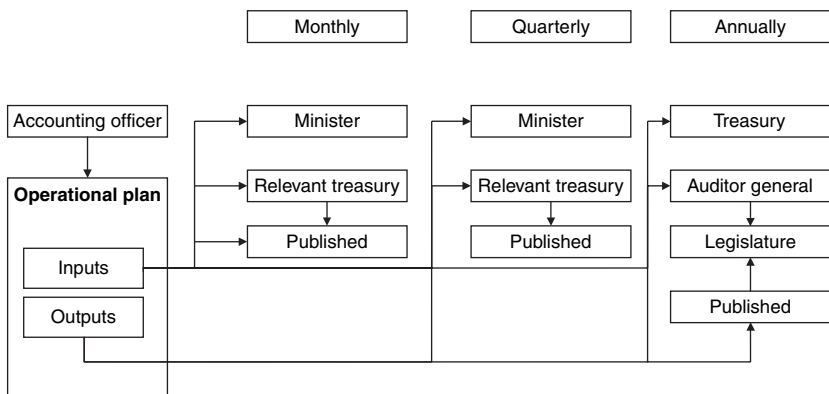 Monthly Quarterly Annually
Accounting officer Minister Minister Treasury
Operational plan Relevant treasury Relevant treasury Auditor general
Published Published Legislature
Inputs
Outputs Published